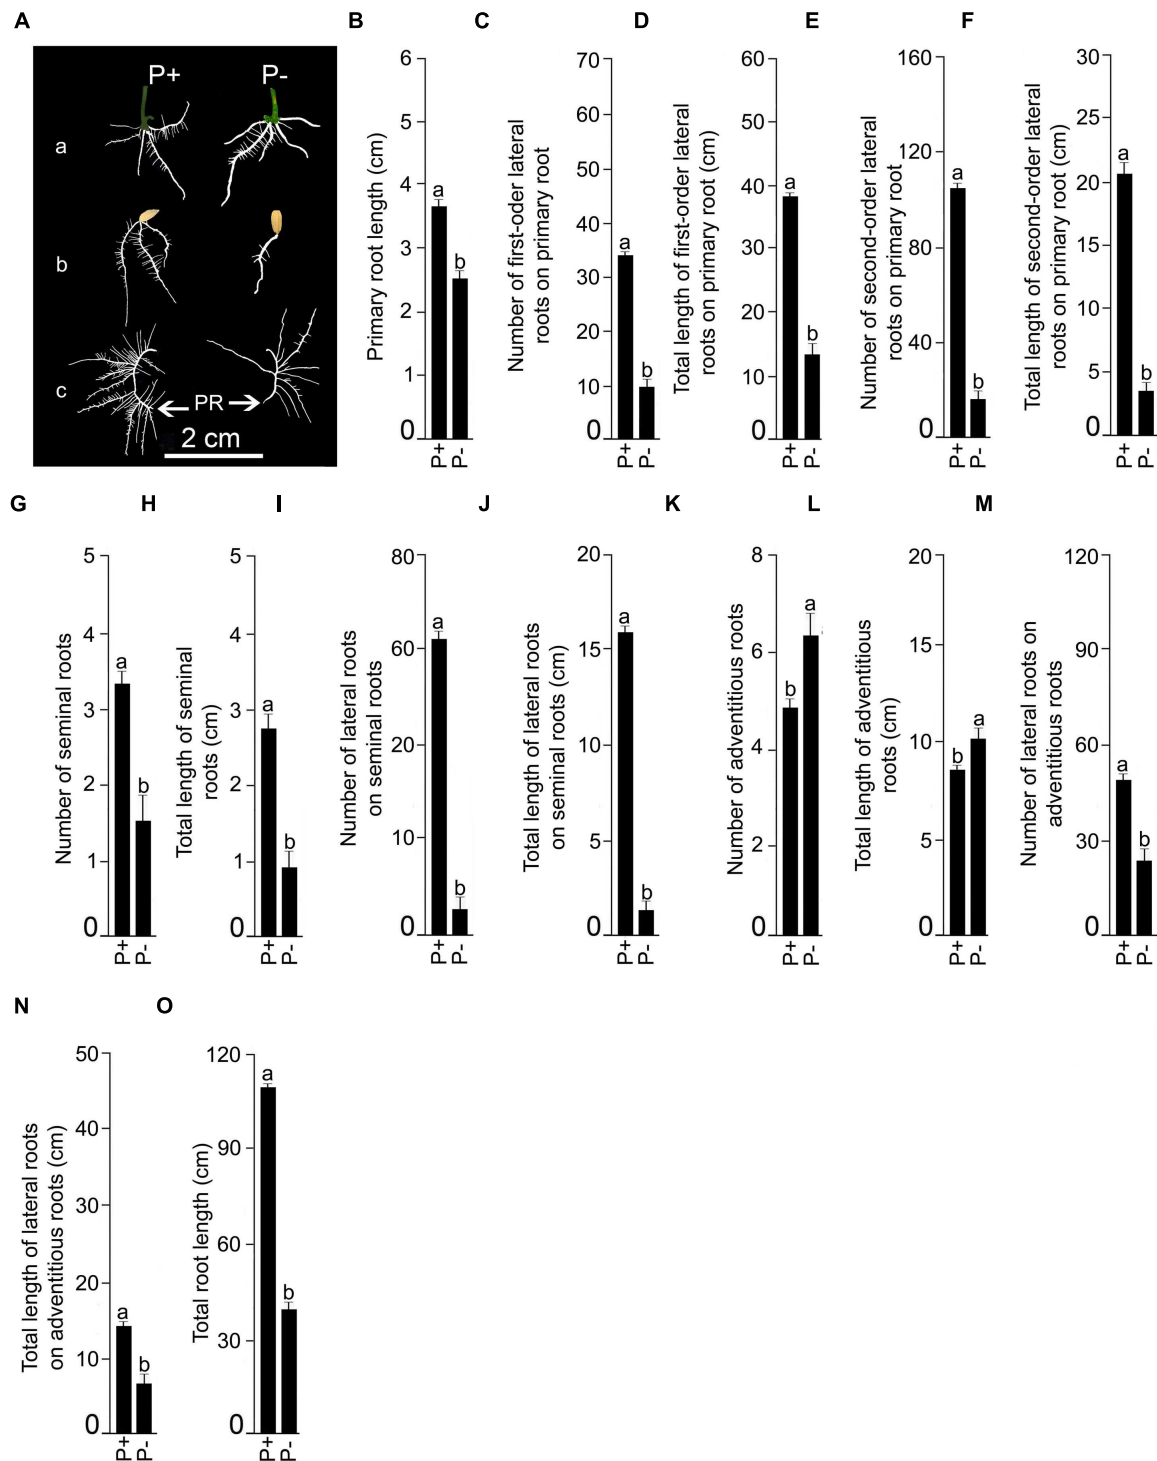 A
B
C
D
E
F
P+ P-
a
b
c
PR
2 cm
Primary root length (cm)
6
5
4
3
2
1
0
a
b
P+
P-
Number of first-oder lateral
roots on primary root
70
60
50
40
30
20
10
0
a
b
P+
P-
Total length of first-order lateral
roots on primary root (cm)
60
50
40
30
20
10
0
a
b
P+
P-
Number of second-order lateral
roots on primary root
160
120
80
40
0
a
b
P+
P-
Total length of second-order lateral
roots on primary root (cm)
30
25
20
15
10
5
0
a
b
P+
P-
G
H
I
J
K
L
M
Number of seminal roots
5
4
3
2
1
0
a
b
P+
P-
Total length of seminal
roots (cm)
5
4
3
2
1
0
a
b
P+
P-
Number of lateral roots
on seminal roots
80
60
20
10
0
a
b
P+
P-
Total length of lateral roots
on seminal roots (cm)
20
15
10
5
0
a
b
P+
P-
Number of adventitious roots
8
6
4
2
0
b
a
P+
P-
Total length of adventitious
roots (cm)
20
15
10
5
0
b
a
P+
P-
Number of lateral roots on
adventitious roots
120
90
60
30
0
a
b
P+
P-
N
O
Total length of lateral roots
on adventitious roots (cm)
50
40
30
20
10
0
a
b
P+
P-
Total root length (cm)
120
90
60
30
0
a
b
P+
P-